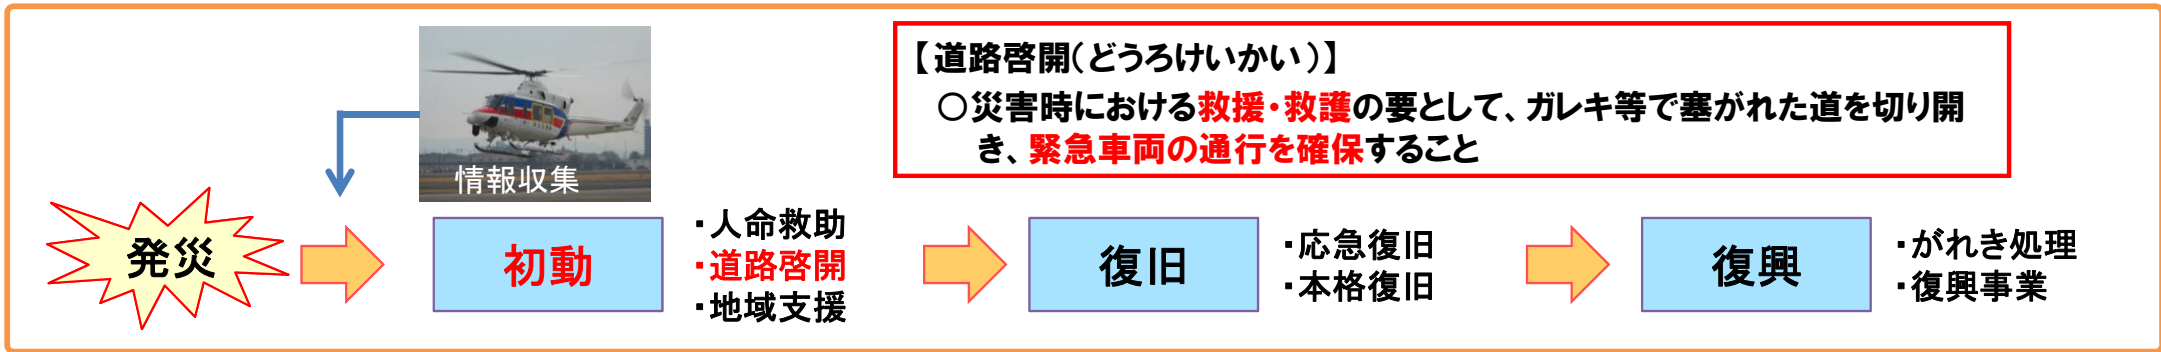 【道路啓開(どうろけいかい)】
○災害時における救援・救護の要として、ガレキ等で塞がれた道を切り開
き、緊急車両の通行を確保すること
情報収集
発災
初動
・人命救助
・道路啓開
・地域支援
復旧
・応急復旧
・本格復旧
復興
・がれき処理
・復興事業